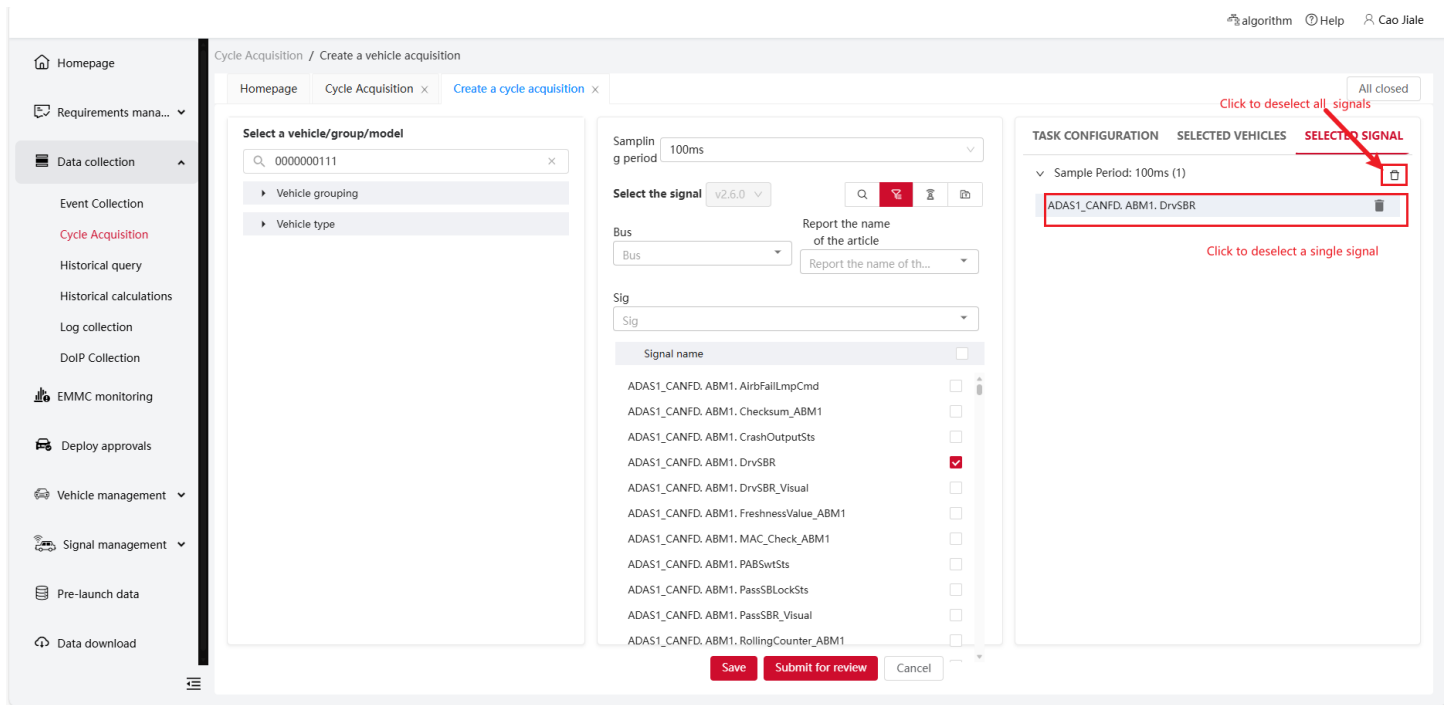 algorithm Help Cao Jiale
Homepage
Requirements mana...
Data collection
Event Collection
Cycle Acquisition
Historical query
Historical calculations
Log collection
DoIP Collection
EMMC monitoring
Deploy approvals
Vehicle management
Signal management
Pre-launch data
Data download
Cycle Acquisition / Create a vehicle acquisition
Homepage Cycle Acquisition × Create a cycle acquisition ×
All closed
Select a vehicle/group/model
0000000111
Vehicle grouping
Vehicle type
Samplin
g period
100ms
Select the signal v2.6.0
Bus
Bus
Report the name
of the article
Report the name of th...
Sig
Sig
Signal name
ADAS1_CANFD. ABM1. AirbFailLmpCmd
ADAS1_CANFD. ABM1. Checksum_ABM1
ADAS1_CANFD. ABM1. CrashOutputSts
ADAS1_CANFD. ABM1. DrvSBR
ADAS1_CANFD. ABM1. DrvSBR_Visual
ADAS1_CANFD. ABM1. FreshnessValue_ABM1
ADAS1_CANFD. ABM1. MAC_Check_ABM1
ADAS1_CANFD. ABM1. PABSwtSts
ADAS1_CANFD. ABM1. PassSBLockSts
ADAS1_CANFD. ABM1. PassSBR_Visual
ADAS1_CANFD. ABM1. RollingCounter_ABM1
Save Submit for review Cancel
Click to deselect all signals
TASK CONFIGURATION SELECTED VEHICLES SELECTED SIGNAL
Sample Period: 100ms (1)
ADAS1_CANFD. ABM1. DrvSBR
Click to deselect a single signal